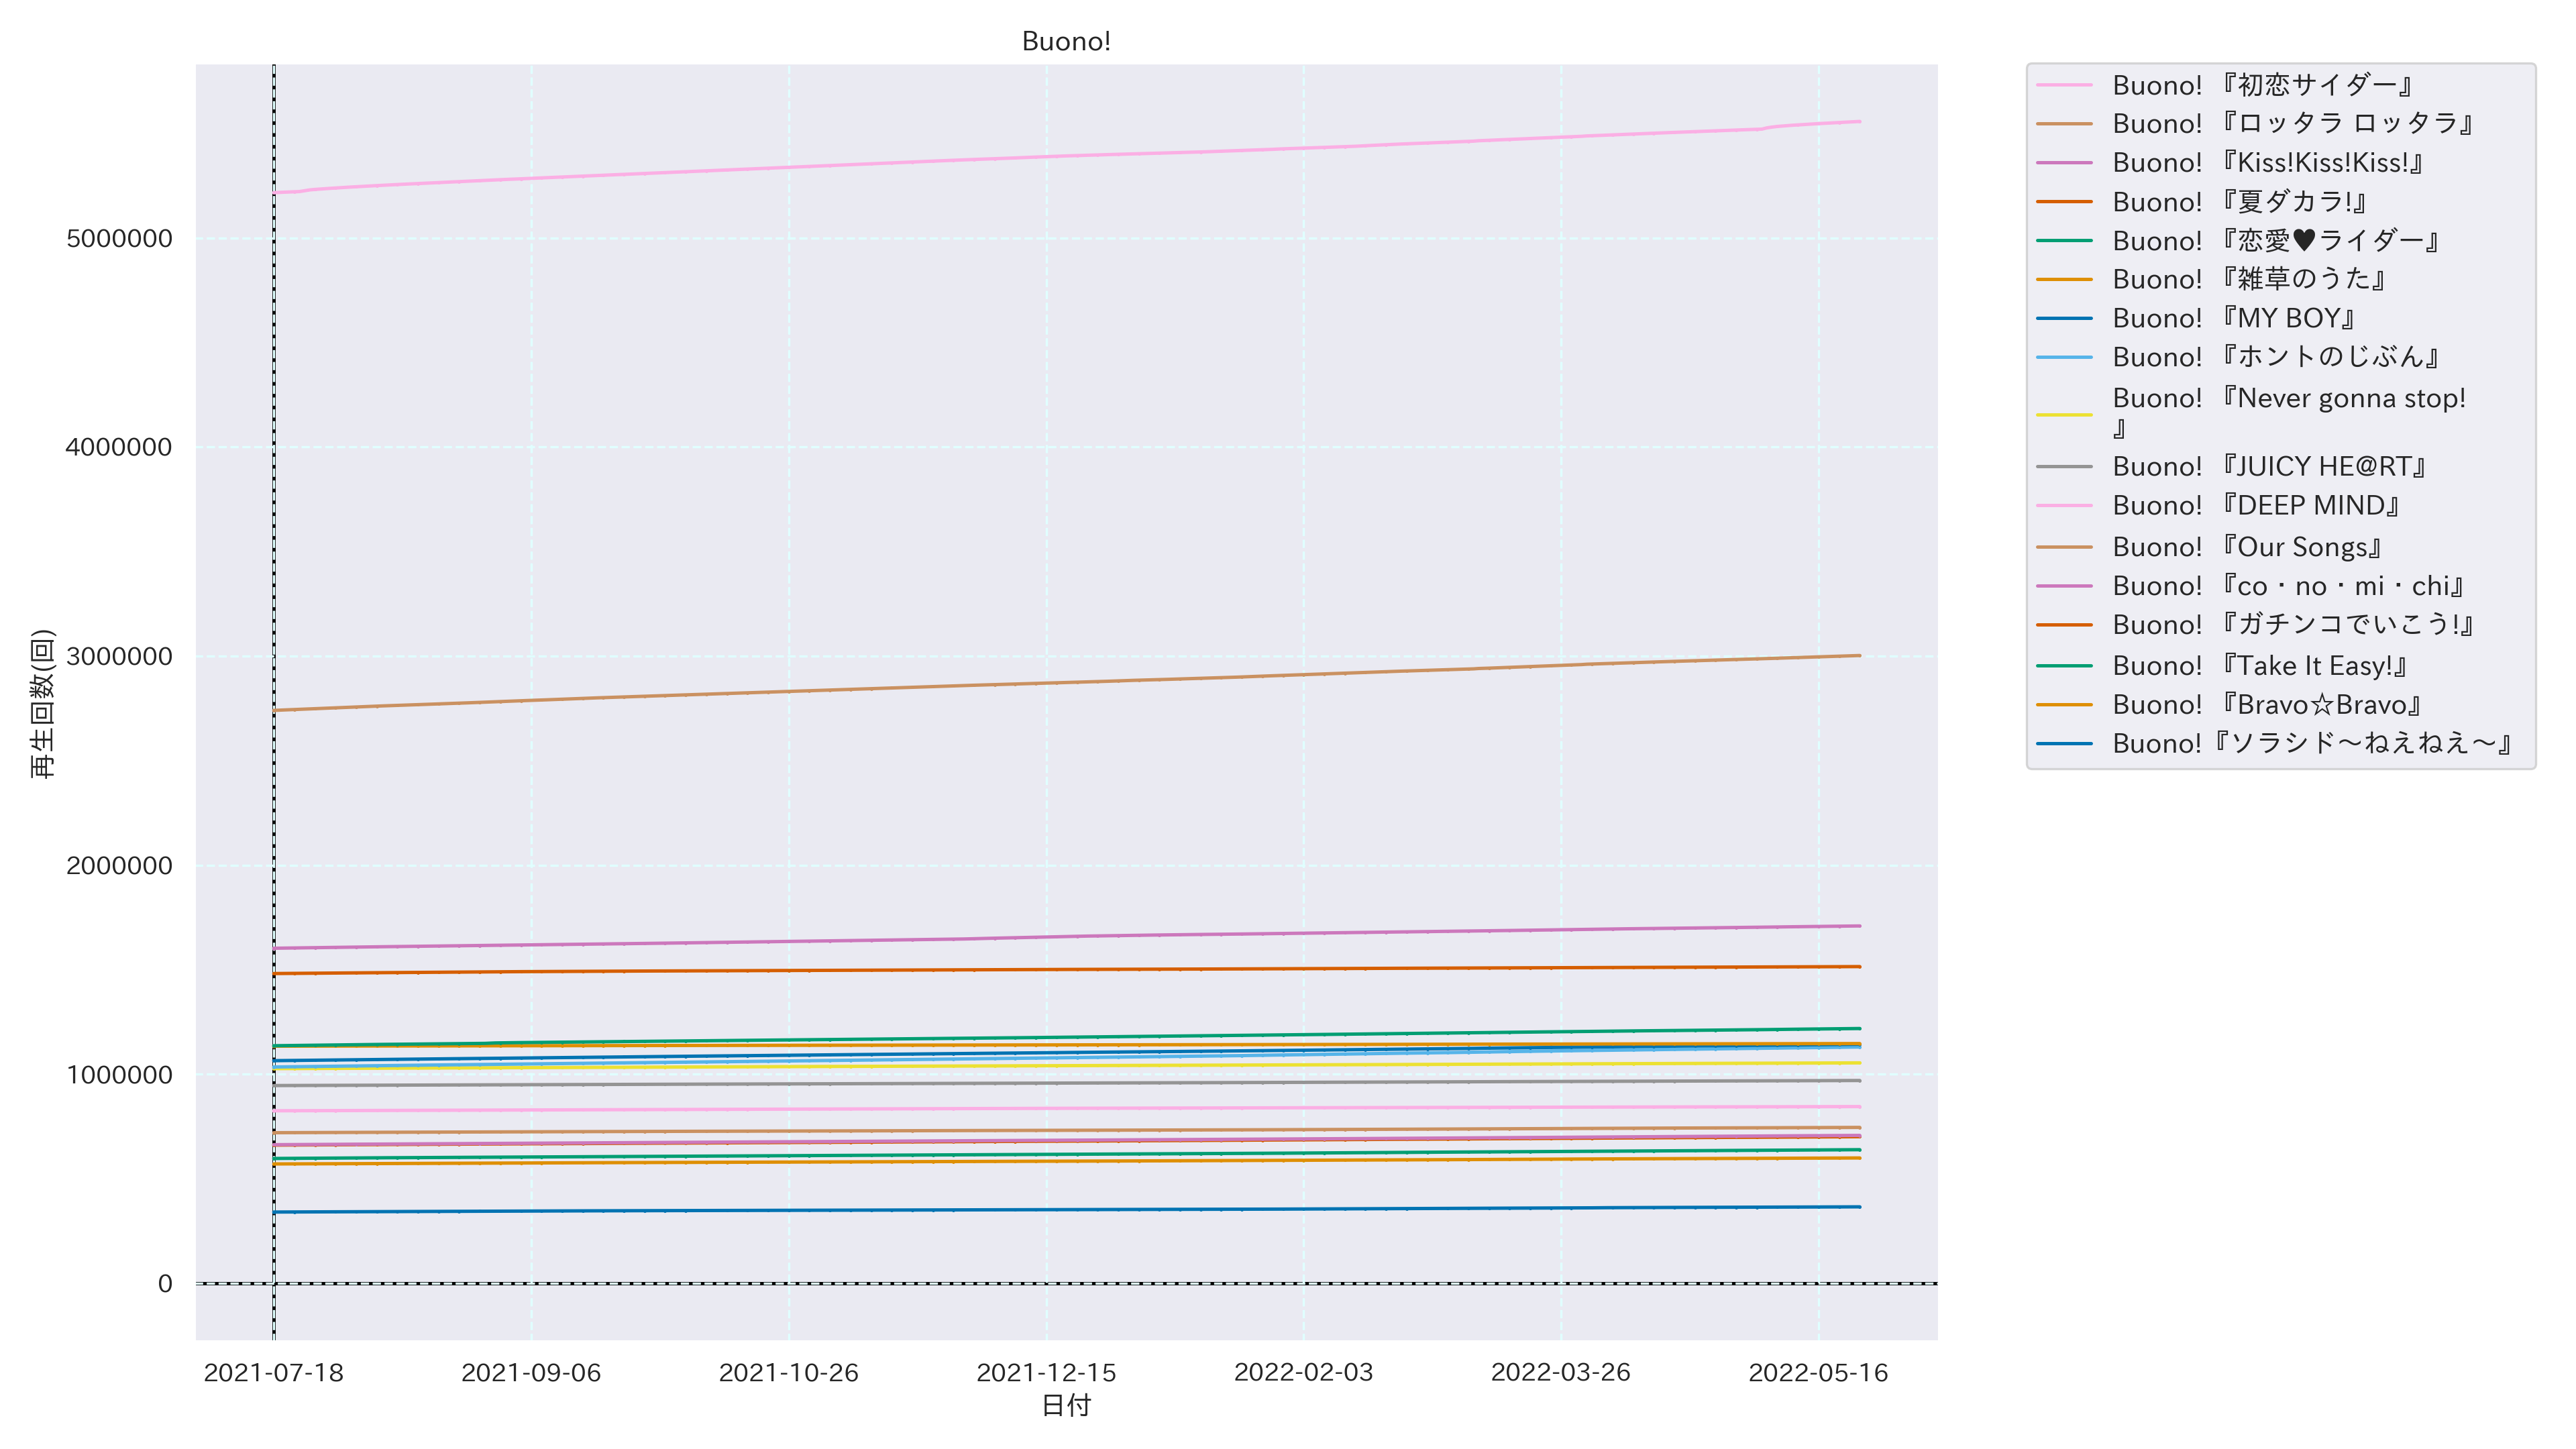 Buono!
再生回数(回)
5000000
4000000
3000000
2000000
1000000
0
2021-07-18
2021-09-06
2021-10-26
2021-12-15
2022-02-03
2022-03-26
2022-05-16
日付
Buono! 『初恋サイダー』
Buono! 『ロッタラ ロッタラ』
Buono! 『Kiss!Kiss!Kiss!』
Buono! 『夏ダカラ!』
Buono! 『恋愛♥ライダー』
Buono! 『雑草のうた』
Buono! 『MY BOY』
Buono! 『ホントのじぶん』
Buono! 『Never gonna stop!
』
Buono! 『JUICY HE@RT』
Buono! 『DEEP MIND』
Buono! 『Our Songs』
Buono! 『co・no・mi・chi』
Buono! 『ガチンコでいこう!』
Buono! 『Take It Easy!』
Buono! 『Bravo☆Bravo』
Buono!『ソラシド～ねえねえ～』